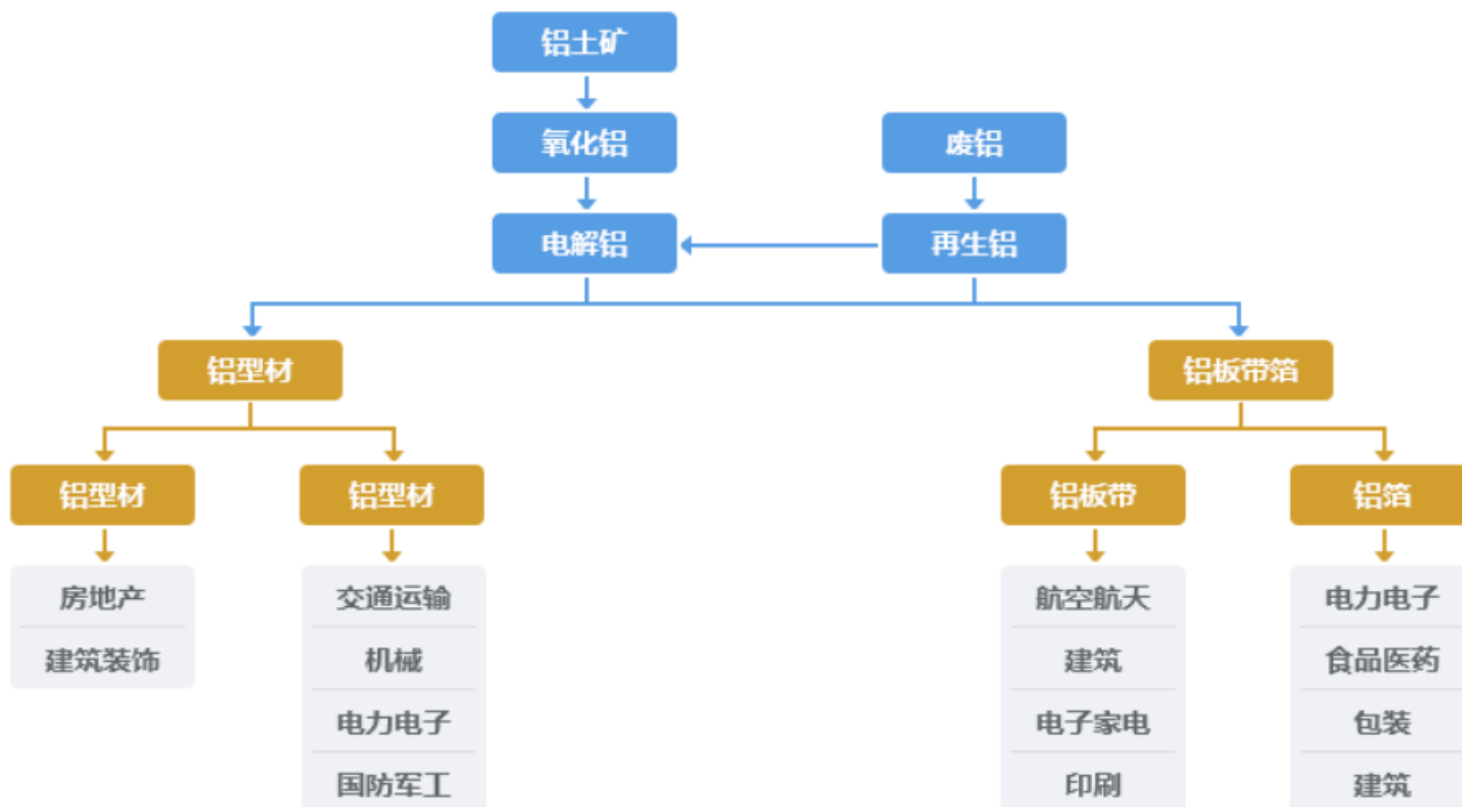 铝土矿
氧化铝
废铝
电解铝
再生铝
铝型材
铝板带箔
铝型材
铝型材
铝板带
铝箔
房地产
交通运输
航空航天
电力电子
建筑装饰
机械
建筑
食品医药
电力电子
电子家电
包装
国防军工
印刷
建筑